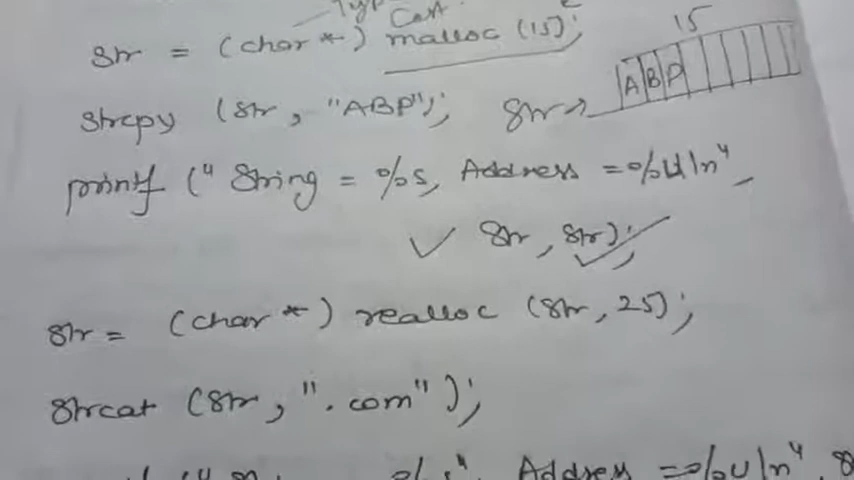 Type Cast
str = (char *) malloc (15);
15
A B P
strcpy (str, "ABP");
str →
printf (" String = %s, Address = %u\n",
str, str);
str = (char *) realloc (str, 25);
strcat (str, ".com");
Address = %u\n"